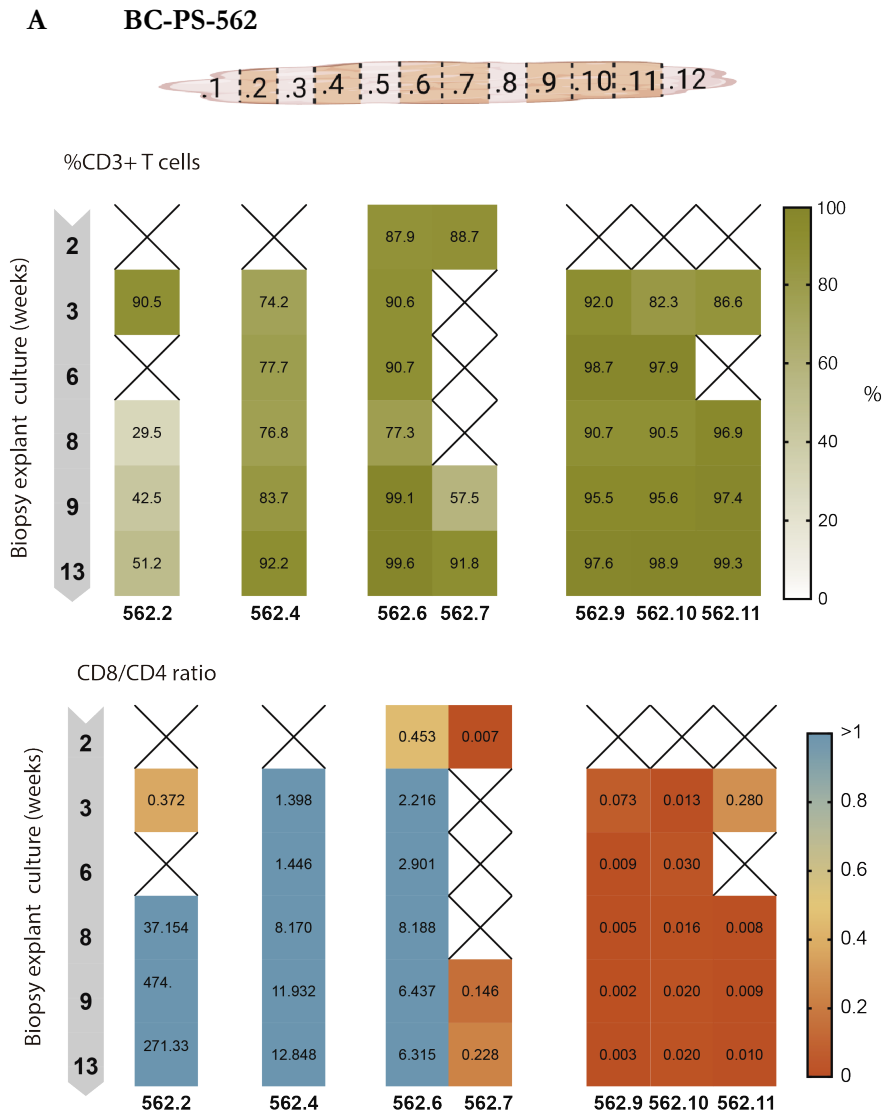 A BC-PS-562
.1 .2 .3 .4 .5 .6 .7 .8 .9 .10 .11 .12
%CD3+ T cells
Biopsy explant culture (weeks)
2 87.9 88.7
3 90.5 74.2 90.6 92.0 82.3 86.6
6 77.7 90.7 98.7 97.9
8 29.5 76.8 77.3 90.7 90.5 96.9
9 42.5 83.7 99.1 57.5 95.5 95.6 97.4
13 51.2 92.2 99.6 91.8 97.6 98.9 99.3
562.2 562.4 562.6 562.7 562.9 562.10 562.11
100
80
60
40
20
0
%
CD8/CD4 ratio
Biopsy explant culture (weeks)
2 0.453 0.007
3 0.372 1.398 2.216 0.073 0.013 0.280
6 1.446 2.901 0.009 0.030
8 37.154 8.170 8.188 0.005 0.016 0.008
9 474. 11.932 6.437 0.146 0.002 0.020 0.009
13 271.33 12.848 6.315 0.228 0.003 0.020 0.010
562.2 562.4 562.6 562.7 562.9 562.10 562.11
>1
0.8
0.6
0.4
0.2
0